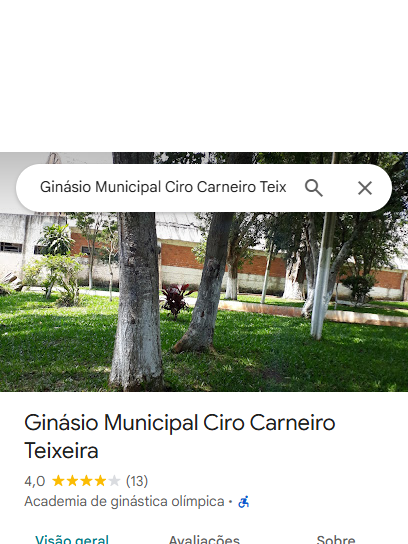 Ginásio Municipal Ciro Carneiro Teix
Ginásio Municipal Ciro Carneiro
Teixeira
4,0 (13)
Academia de ginástica olímpica ·
Visão geral Avaliações Sobre